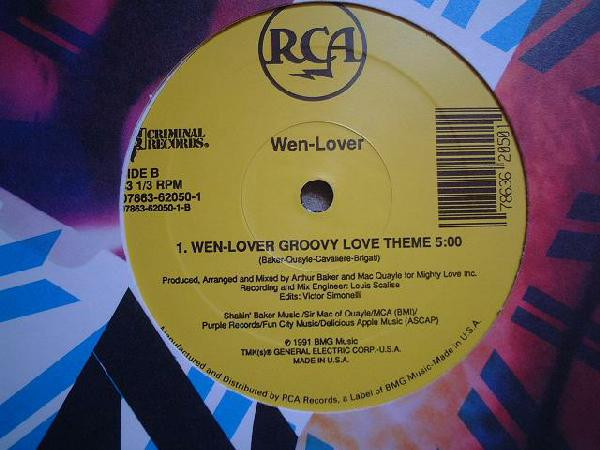 RCA
CRIMINAL
RECORDS®
Wen-Lover
78636 20501
IDE B
3 1/3 RPM
07863-62050-1
07863-62050-1-B
1. WEN-LOVER GROOVY LOVE THEME 5:00
(Baker-Quayle-Cavaliere-Brigati)
Produced, Arranged and Mixed by Arthur Baker and Mac Quayle for Mighty Love Inc.
Recording and Mix Engineer: Louis Scalise
Edits: Victor Simonelli
Shakin' Baker Music /Sir Mac of Quayle/MCA (BMI)/
Purple Records/Fun City Music/Delicious Apple Music (ASCAP)
℗ © 1991 BMG Music
TMK(s)® GENERAL ELECTRIC CORP.-U.S.A.
MADE IN U.S.A.
Manufactured and Distributed by RCA Records, a Label of BMG Music-Made in U.S.A.